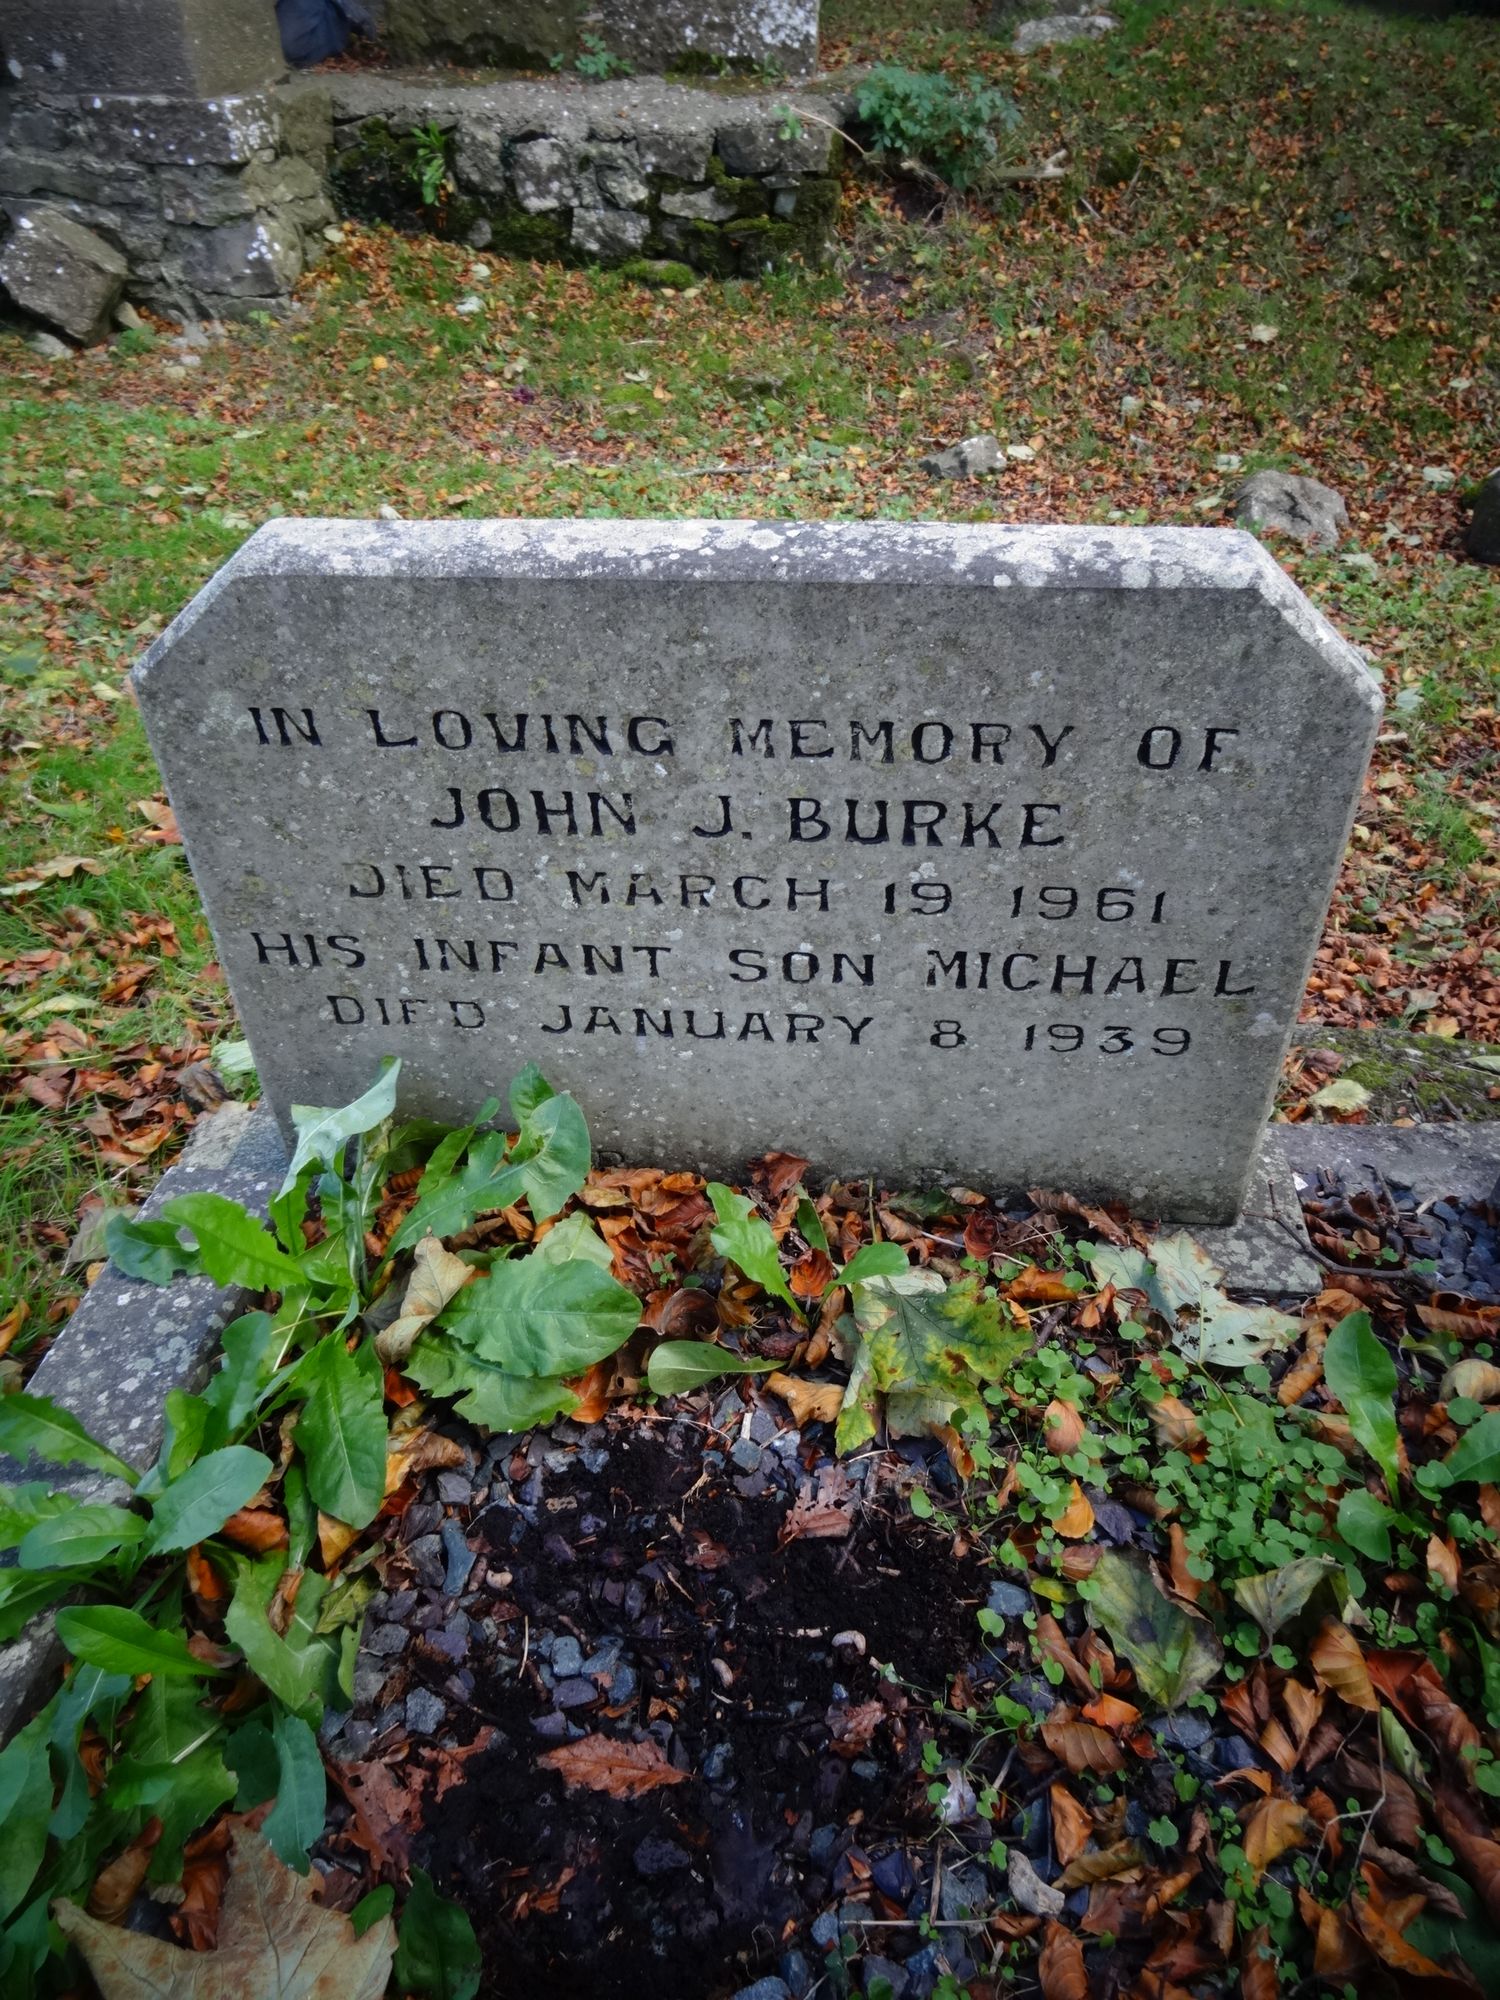 IN LOVING MEMORY OF
JOHN J. BURKE
DIED MARCH 19 1961
HIS INFANT SON MICHAEL
DIED JANUARY 8 1939